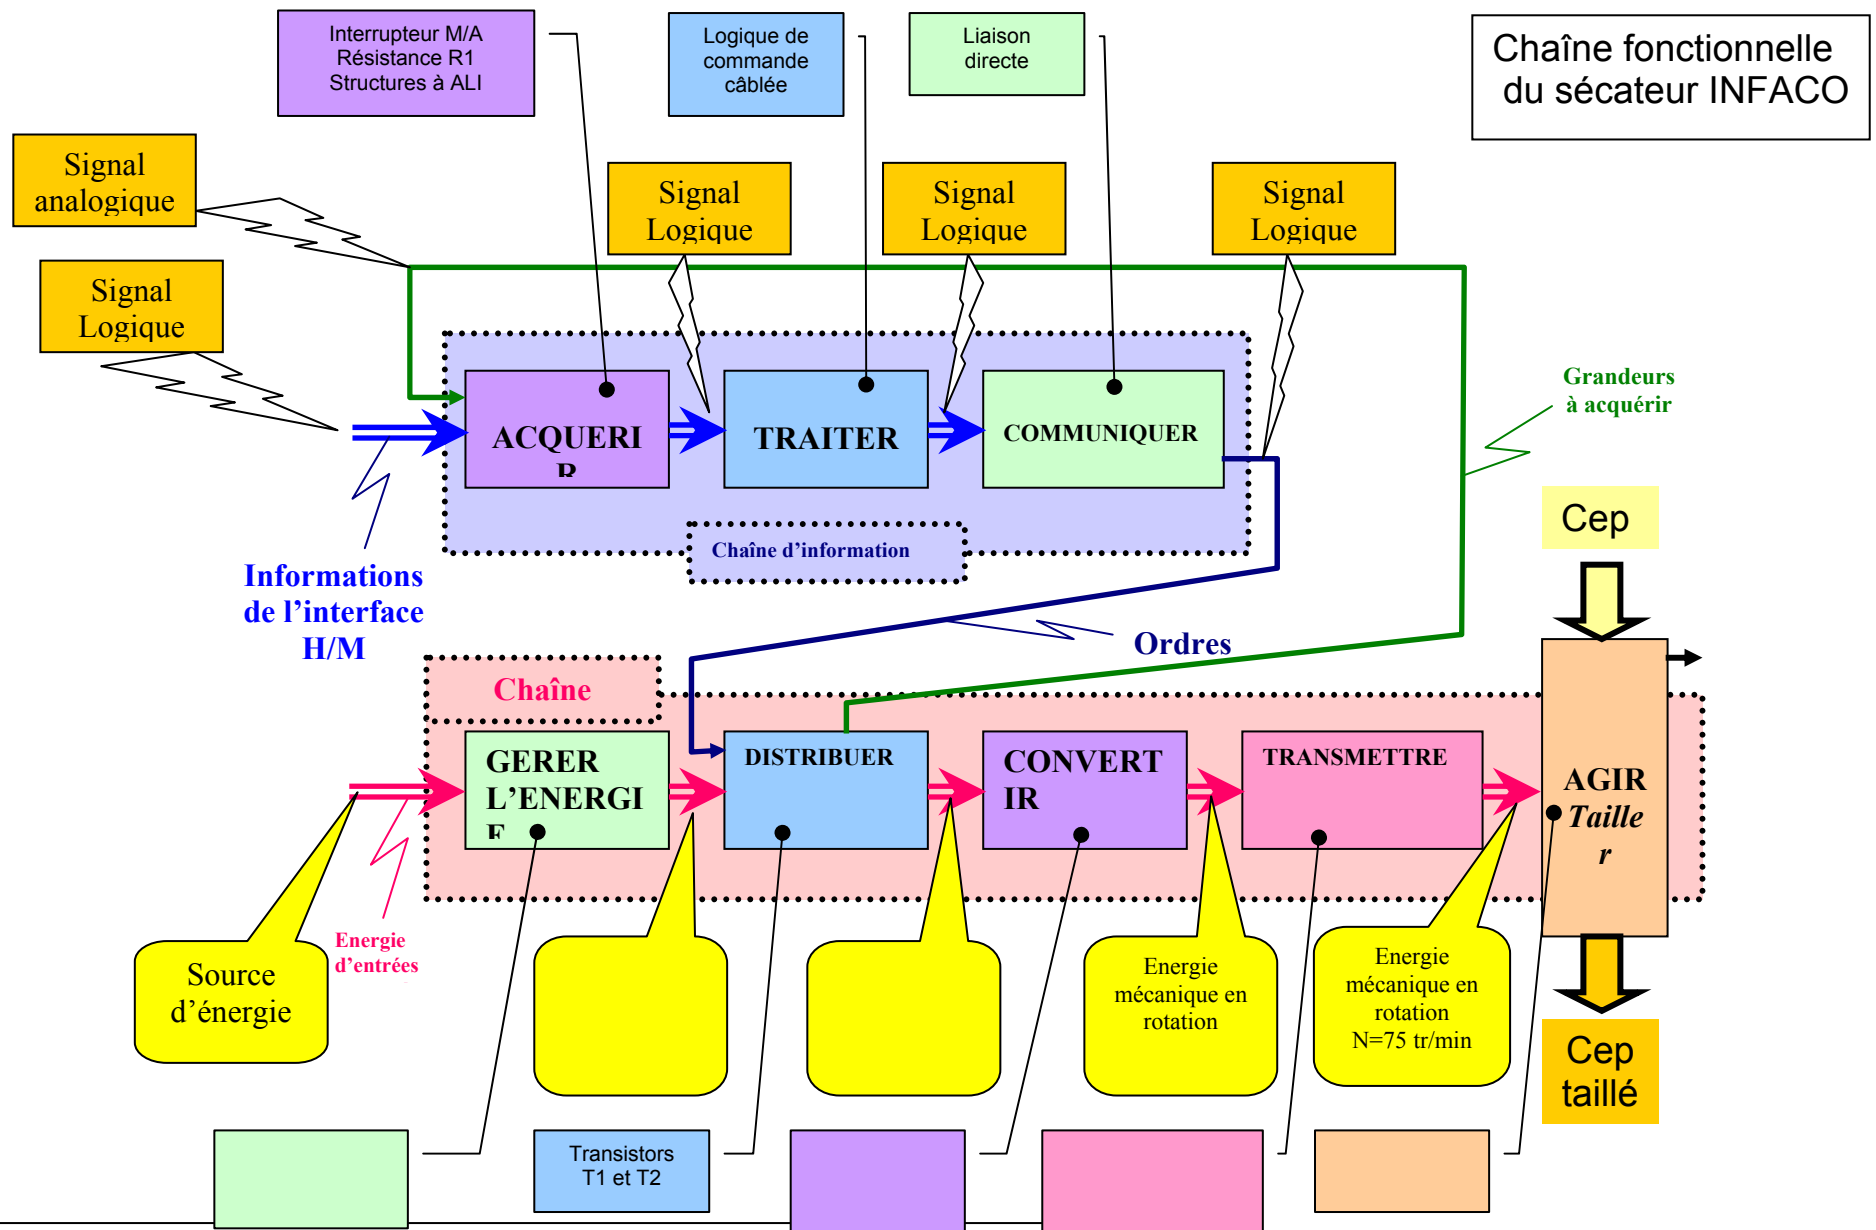 Interrupteur M/A
Résistance R1
Structures à ALI
Logique de
commande
câblée
Liaison
directe
Chaîne fonctionnelle
du sécateur INFACO
Signal
analogique
Signal
Logique
Signal
Logique
Signal
Logique
Signal
Logique
Grandeurs
à acquérir
ACQUERI
R
TRAITER
COMMUNIQUER
Chaîne d'information
Informations
de l'interface
H/M
Cep
Ordres
Chaîne
GERER
L'ENERGI
E
DISTRIBUER
CONVERT
IR
TRANSMETTRE
AGIR
Taille
r
Source
d'énergie
Energie
d'entrées
Energie
mécanique en
rotation
Energie
mécanique en
rotation
N=75 tr/min
Cep
taillé
Transistors
T1 et T2